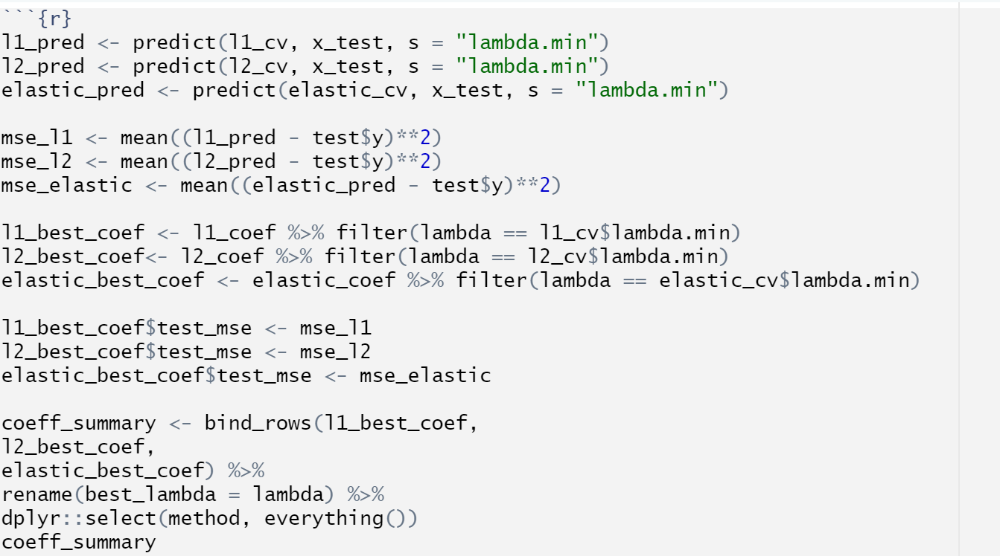 ```{r}
l1_pred <- predict(l1_cv, x_test, s = "lambda.min")
l2_pred <- predict(l2_cv, x_test, s = "lambda.min")
elastic_pred <- predict(elastic_cv, x_test, s = "lambda.min")

mse_l1 <- mean((l1_pred - test$y)**2)
mse_l2 <- mean((l2_pred - test$y)**2)
mse_elastic <- mean((elastic_pred - test$y)**2)

l1_best_coef <- l1_coef %>% filter(lambda == l1_cv$lambda.min)
l2_best_coef<- l2_coef %>% filter(lambda == l2_cv$lambda.min)
elastic_best_coef <- elastic_coef %>% filter(lambda == elastic_cv$lambda.min)

l1_best_coef$test_mse <- mse_l1
l2_best_coef$test_mse <- mse_l2
elastic_best_coef$test_mse <- mse_elastic

coeff_summary <- bind_rows(l1_best_coef,
l2_best_coef,
elastic_best_coef) %>%
rename(best_lambda = lambda) %>%
dplyr::select(method, everything())
coeff_summary